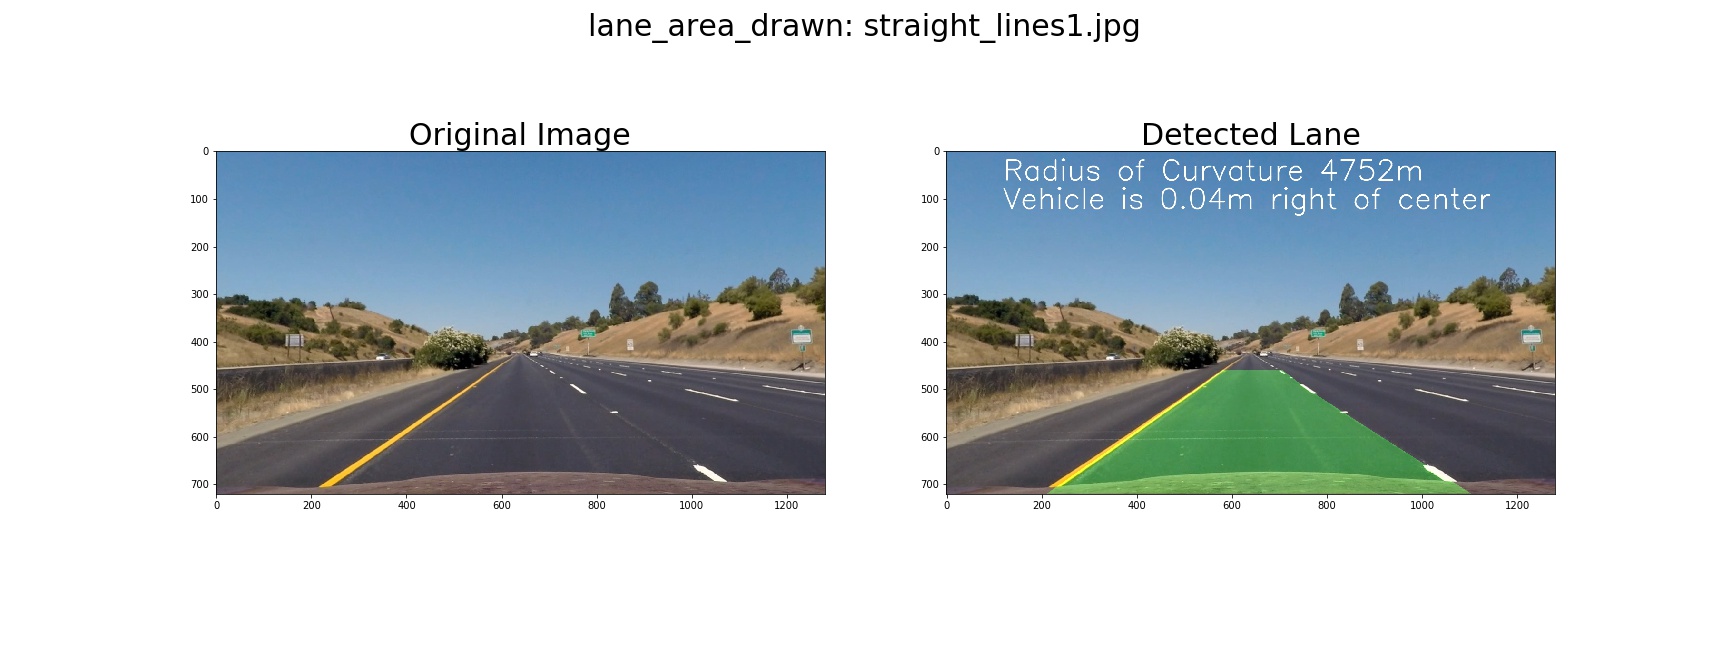 lane_area_drawn: straight_lines1.jpg
Original Image
0
100
200
300
400
500
600
700
0 200 400 600 800 1000 1200
Detected Lane
Radius of Curvature 4752m
Vehicle is 0.04m right of center
0
100
200
300
400
500
600
700
0 200 400 600 800 1000 1200